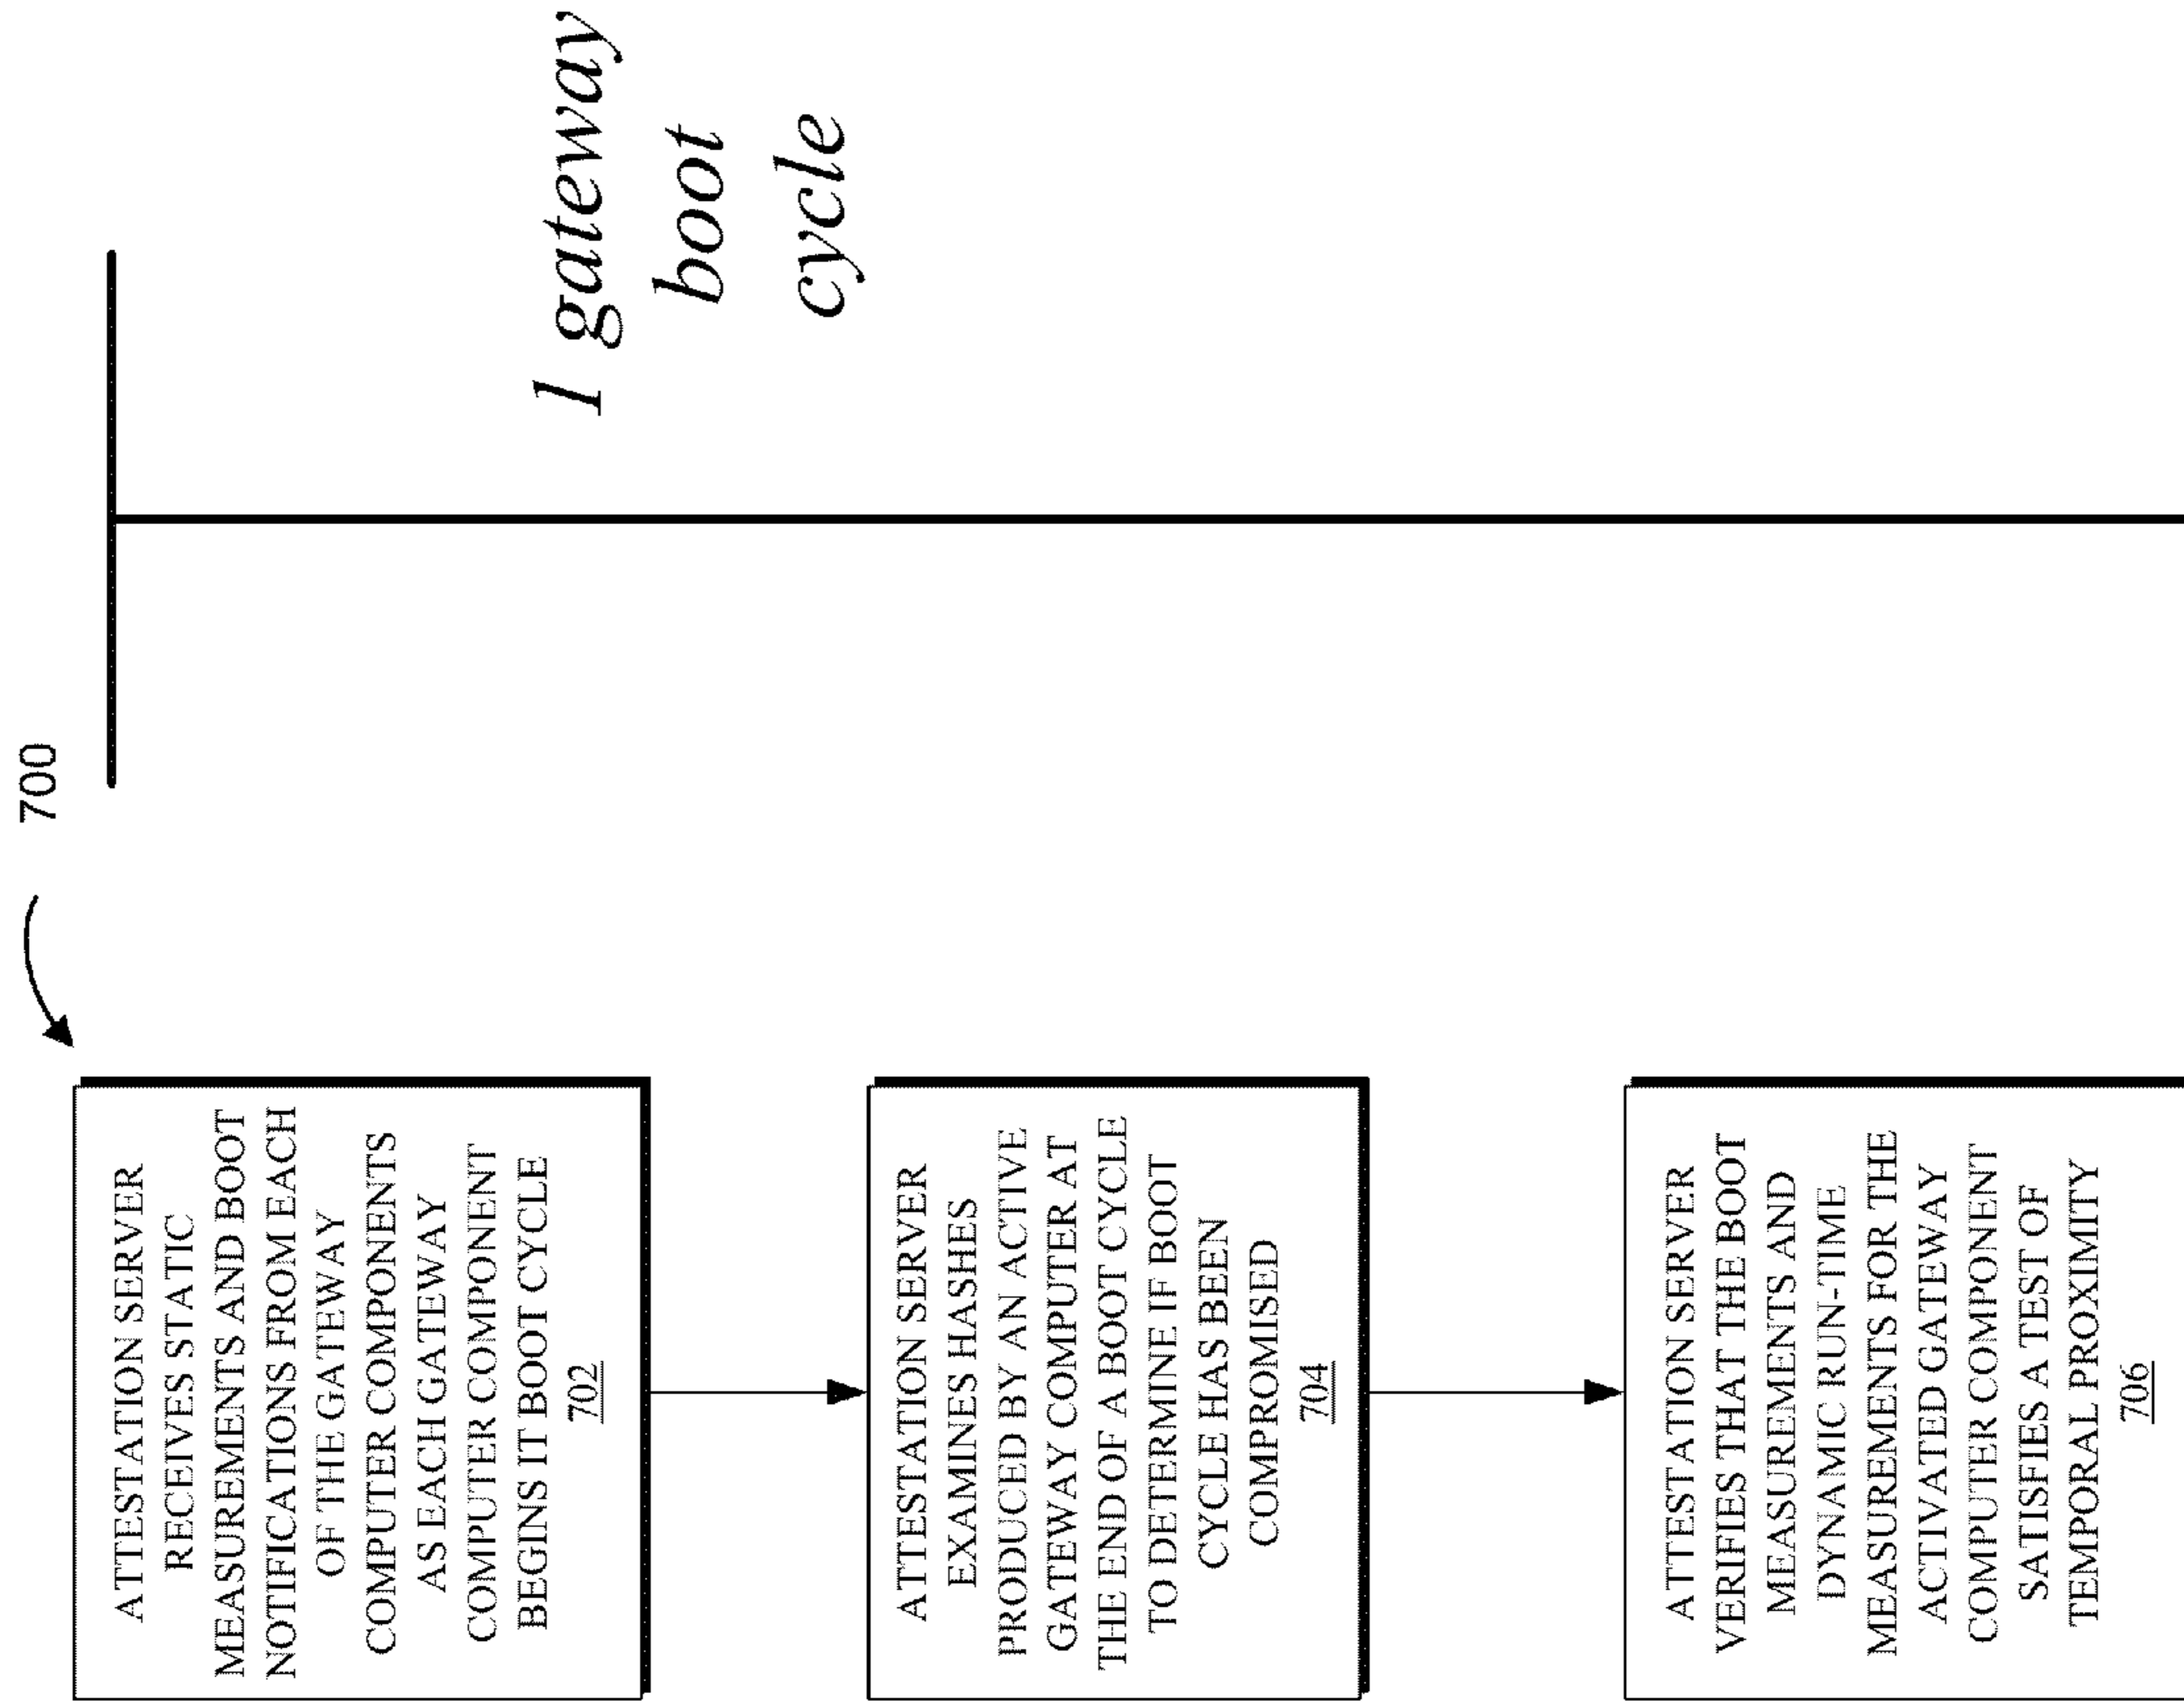 700
ATTESTATION SERVER
RECEIVES STATIC
MEASUREMENTS AND BOOT
NOTIFICATIONS FROM EACH
OF THE GATEWAY
COMPUTER COMPONENTS
AS EACH GATEWAY
COMPUTER COMPONENT
BEGINS IT BOOT CYCLE
702
ATTESTATION SERVER
EXAMINES HASHES
PRODUCED BY AN ACTIVE
GATEWAY COMPUTER AT
THE END OF A BOOT CYCLE
TO DETERMINE IF BOOT
CYCLE HAS BEEN
COMPROMISED
704
ATTESTATION SERVER
VERIFIES THAT THE BOOT
MEASUREMENTS AND
DYNAMIC RUN-TIME
MEASUREMENTS FOR THE
ACTIVATED GATEWAY
COMPUTER COMPONENT
SATISFIES A TEST OF
TEMPORAL PROXIMITY
706
1 gateway
boot
cycle